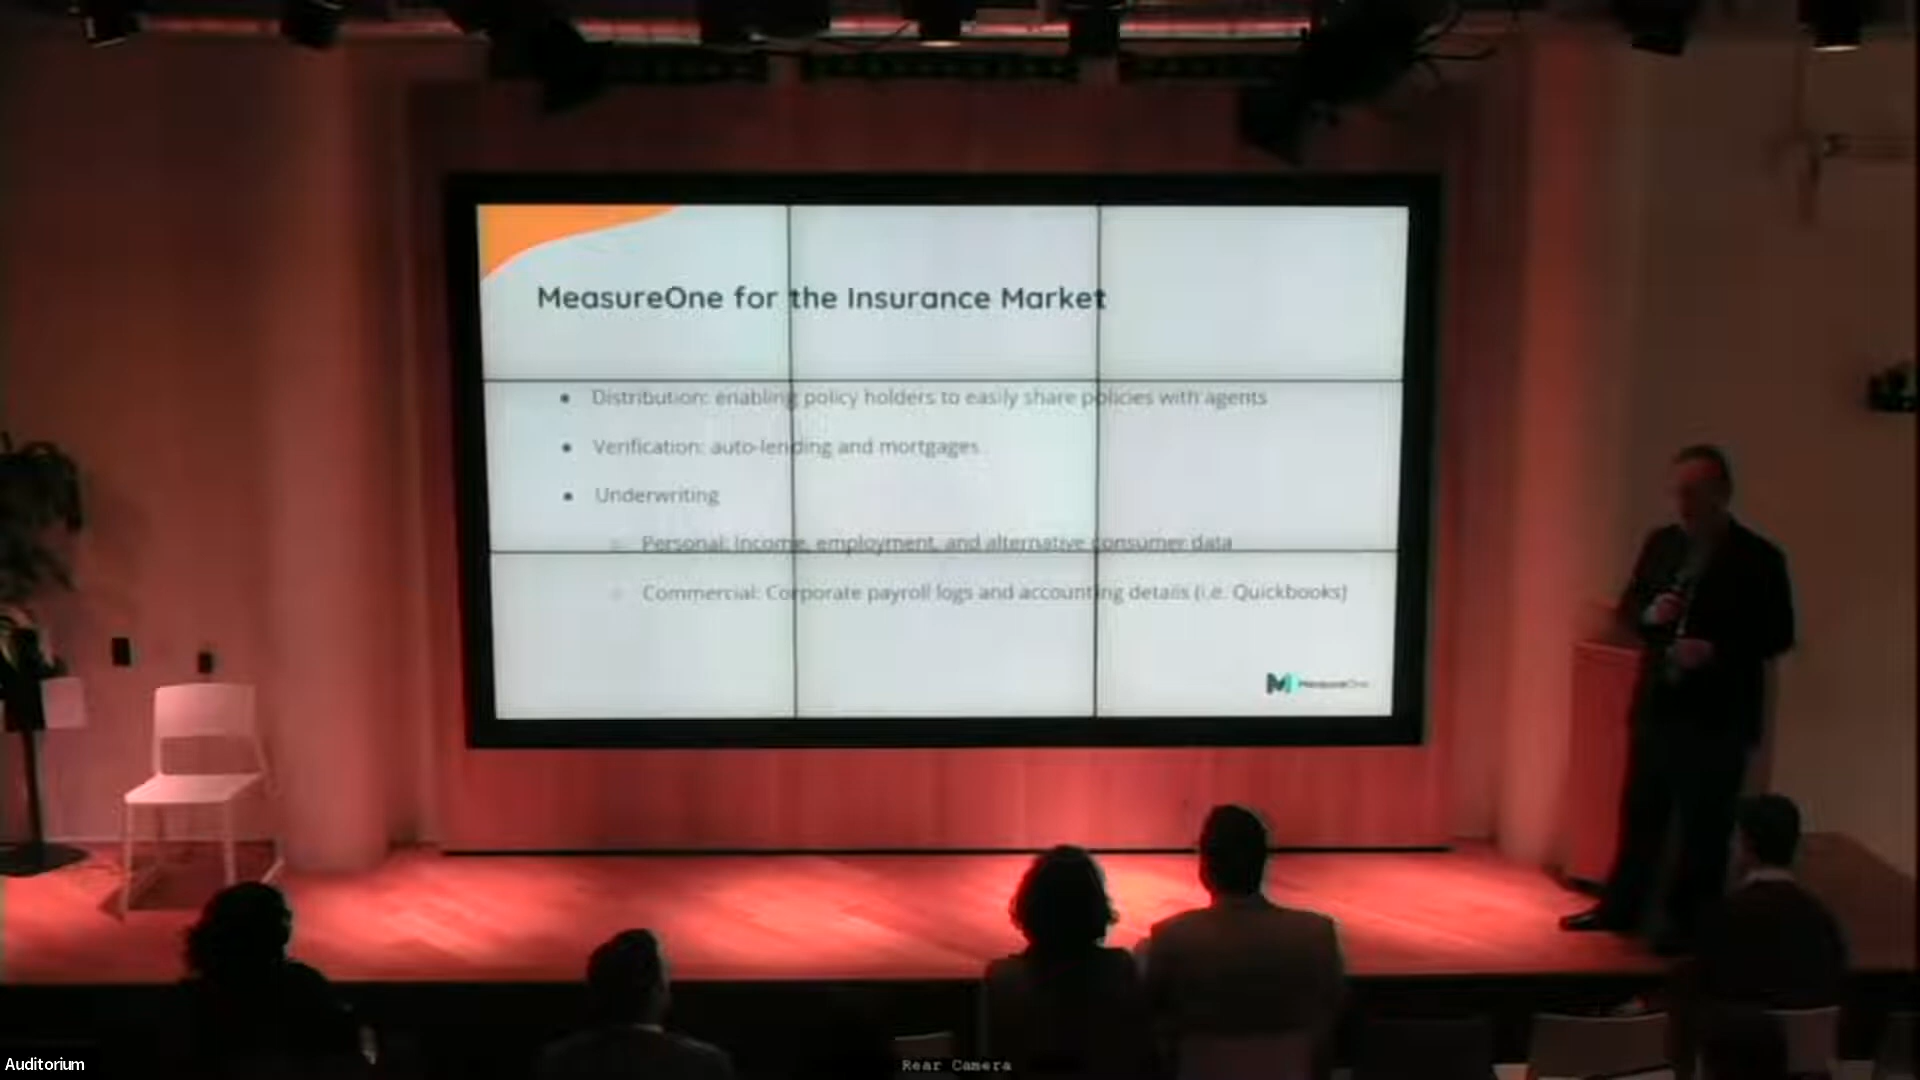 MeasureOne for the Insurance Market
• Distribution: enabling policy holders to easily share policies with agents
• Verification: auto-lending and mortgages
• Underwriting
○ Personal: Income, employment, and alternative consumer data
○ Commercial: Corporate payroll logs and accounting details (i.e. Quickbooks)
MeasureOne
Auditorium
Rear Camera